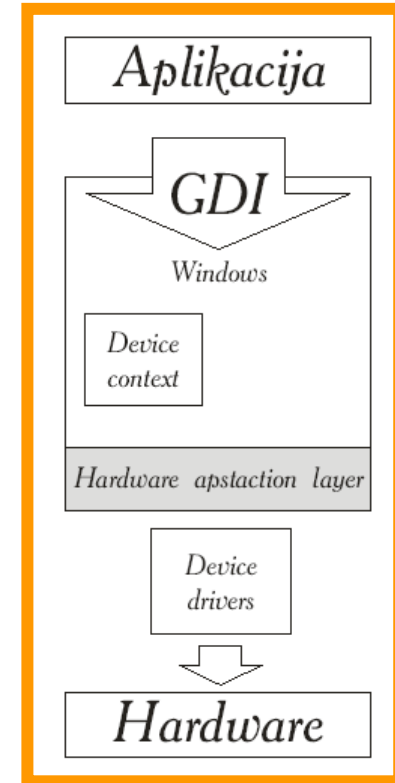 Aplikacija
GDI
Windows
Device
context
Hardware apstaction layer
Device
drivers
Hardware